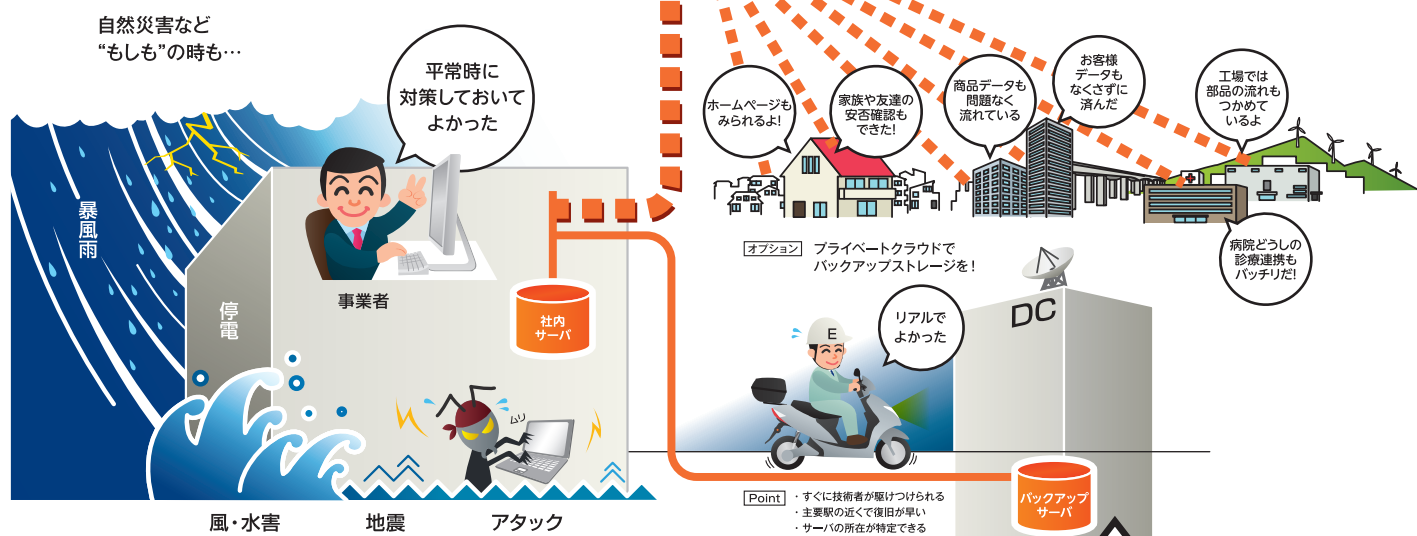 自然災害など
“もしも”の時も…
平常時に
対策しておいて
よかった
暴風雨
停電
事業者
社内
サーバ
ムリ
風・水害
地震
アタック
ホームページも
みられるよ！
家族や友達の
安否確認も
できた！
商品データも
問題なく
流れている
お客様
データも
なくさずに
済んだ
工場では
部品の流れも
つかめて
いるよ
病院どうしの
診療連携も
バッチリだ！
オプション プライベートクラウドで
バックアップストレージを！
リアルで
よかった
E
DC
バックアップ
サーバ
Point ・すぐに技術者が駆けつけられる
・主要駅の近くで復旧が早い
・サーバの所在が特定できる